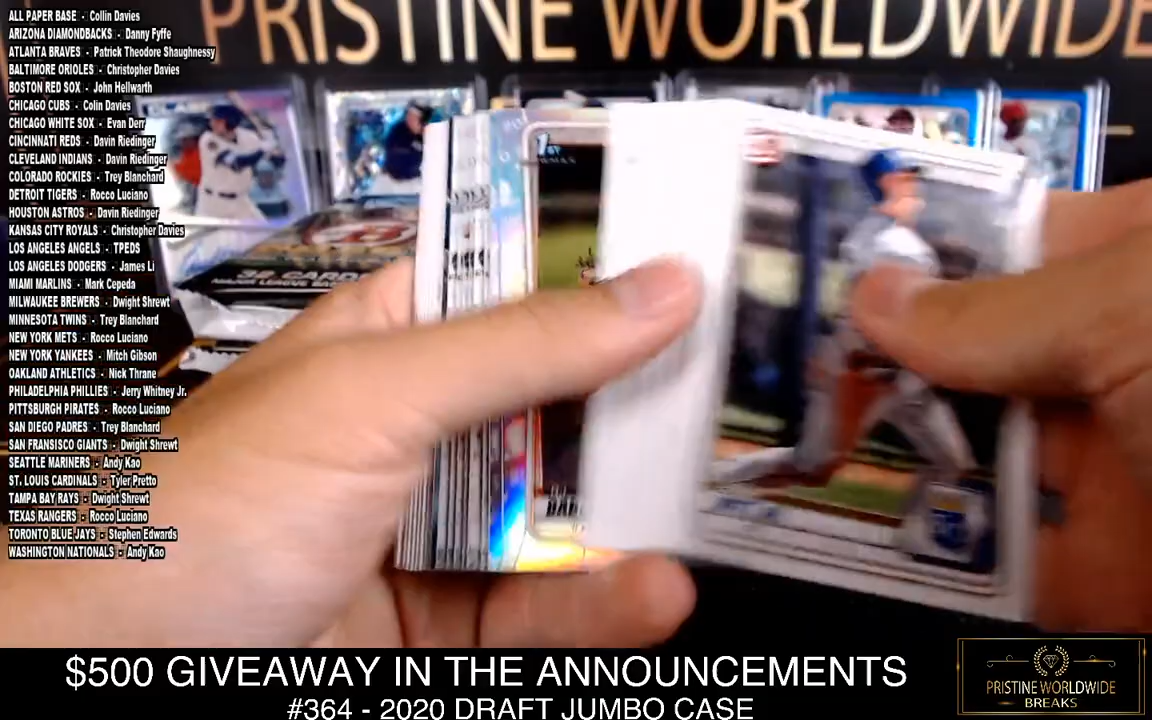 PRISTINE WORLDWIDE
ALL PAPER BASE - Collin Davies
ARIZONA DIAMONDBACKS - Danny Fyffe
ATLANTA BRAVES - Patrick Theodore Shaughnessy
BALTIMORE ORIOLES - Christopher Davies
BOSTON RED SOX - John Hellwarth
CHICAGO CUBS - Colin Davies
CHICAGO WHITE SOX - Evan Derr
CINCINNATI REDS - Davin Riedinger
CLEVELAND INDIANS - Davin Riedinger
COLORADO ROCKIES - Trey Blanchard
DETROIT TIGERS - Rocco Luciano
HOUSTON ASTROS - Davin Riedinger
KANSAS CITY ROYALS - Christopher Davies
LOS ANGELES ANGELS - TPEDS
LOS ANGELES DODGERS - James Li
MIAMI MARLINS - Mark Cepeda
MILWAUKEE BREWERS - Dwight Shrewt
MINNESOTA TWINS - Trey Blanchard
NEW YORK METS - Rocco Luciano
NEW YORK YANKEES - Mitch Gibson
OAKLAND ATHLETICS - Nick Thrane
PHILADELPHIA PHILLIES - Jerry Whitney Jr.
PITTSBURGH PIRATES - Rocco Luciano
SAN DIEGO PADRES - Trey Blanchard
SAN FRANSISCO GIANTS - Dwight Shrewt
SEATTLE MARINERS - Andy Kao
ST. LOUIS CARDINALS - Tyler Pretto
TAMPA BAY RAYS - Dwight Shrewt
TEXAS RANGERS - Rocco Luciano
TORONTO BLUE JAYS - Stephen Edwards
WASHINGTON NATIONALS - Andy Kao
1ST
32 CARDS
$500 GIVEAWAY IN THE ANNOUNCEMENTS
#364 - 2020 DRAFT JUMBO CASE
PRISTINE WORLDWIDE
BREAKS